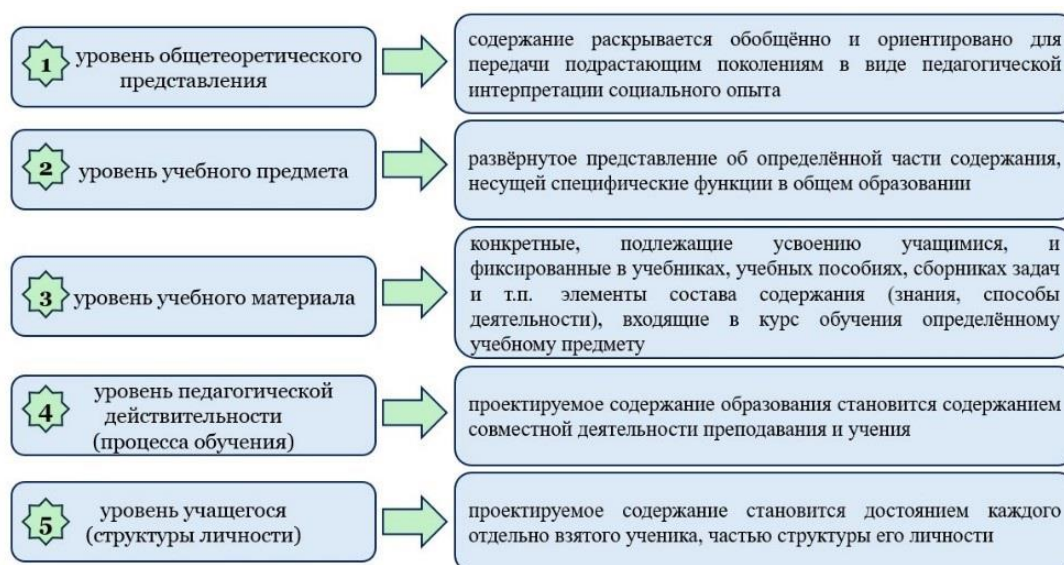 1
уровень общетеоретического
представления
содержание раскрывается обобщённо и ориентировано для
передачи подрастающим поколениям в виде педагогической
интерпретации социального опыта
2
уровень учебного предмета
развёрнутое представление об определённой части содержания,
несущей специфические функции в общем образовании
3
уровень учебного материала
конкретные, подлежащие усвоению учащимися, и
фиксированные в учебниках, учебных пособиях, сборниках задач
и т.п. элементы состава содержания (знания, способы
деятельности), входящие в курс обучения определённому
учебному предмету
4
уровень педагогической
действительности
(процесса обучения)
проектируемое содержание образования становится содержанием
совместной деятельности преподавания и учения
5
уровень учащегося
(структуры личности)
проектируемое содержание становится достоянием каждого
отдельно взятого ученика, частью структуры его личности